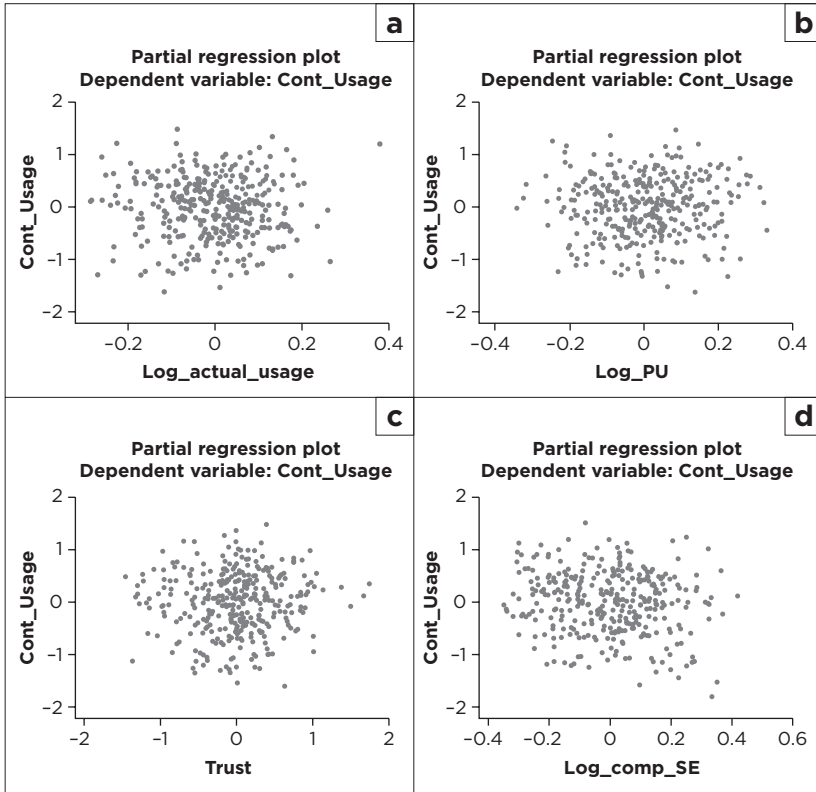 a
Partial regression plot
Dependent variable: Cont_Usage
Cont_Usage
2
1
0
−1
−2
−0.2 0 0.2 0.4
Log_actual_usage
b
Partial regression plot
Dependent variable: Cont_Usage
Cont_Usage
2
1
0
−1
−2
−0.4 −0.2 0 0.2 0.4
Log_PU
c
Partial regression plot
Dependent variable: Cont_Usage
Cont_Usage
2
1
0
−1
−2
−2 −1 0 1 2
Trust
d
Partial regression plot
Dependent variable: Cont_Usage
Cont_Usage
2
1
0
−1
−2
−0.4 −0.2 0 0.2 0.4 0.6
Log_comp_SE